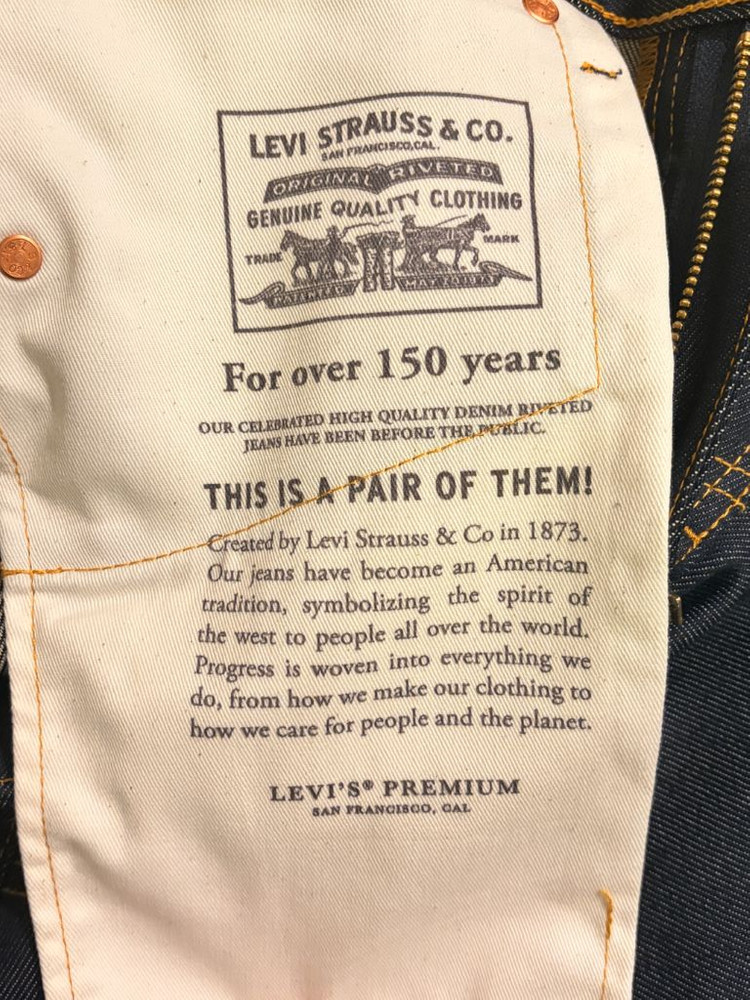 LEVI STRAUSS & CO.
SAN FRANCISCO, CAL.
ORIGINAL RIVETED
GENUINE QUALITY CLOTHING
TRADE MARK
PATENTED MAY 20 1873
For over 150 years
OUR CELEBRATED HIGH QUALITY DENIM RIVETED
JEANS HAVE BEEN BEFORE THE PUBLIC.
THIS IS A PAIR OF THEM!
Created by Levi Strauss & Co in 1873.
Our jeans have become an American
tradition, symbolizing the spirit of
the west to people all over the world.
Progress is woven into everything we
do, from how we make our clothing to
how we care for people and the planet.
LEVI'S® PREMIUM
SAN FRANCISCO, CAL